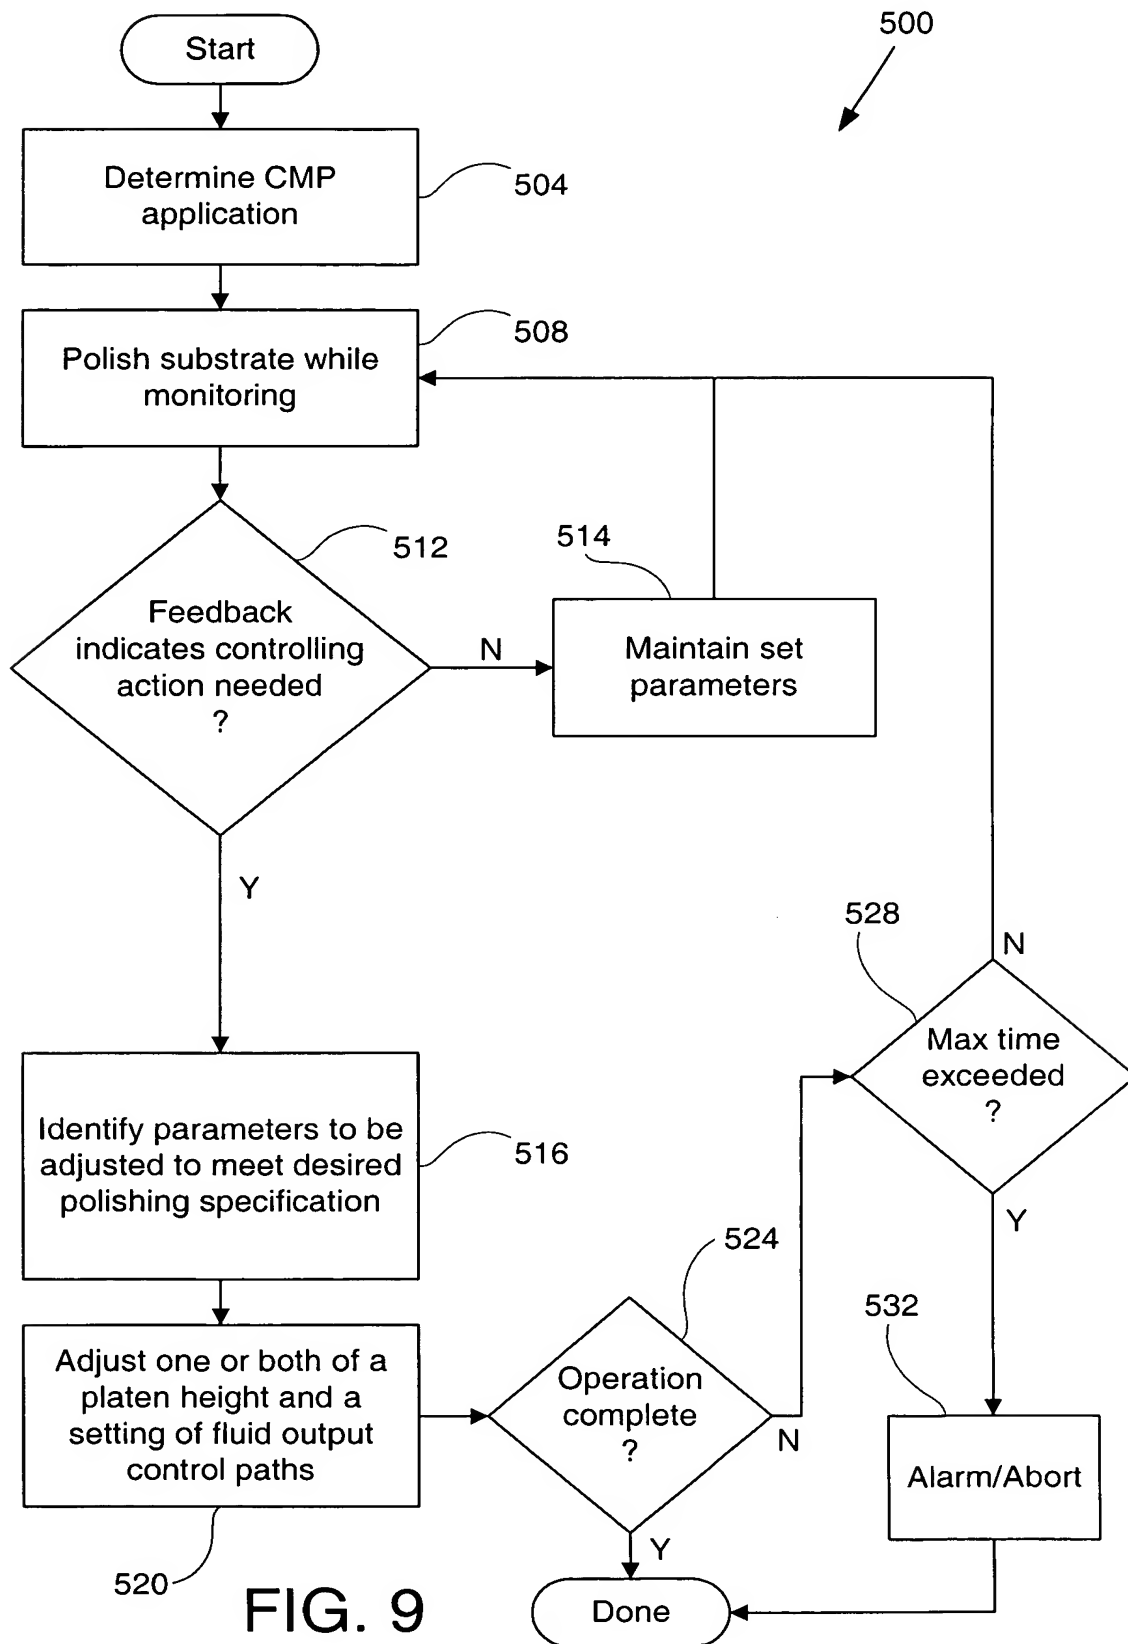 Start
500
Determine CMP
application
504
508
Polish substrate while
monitoring
512
Feedback
indicates controlling
action needed
?
N
514
Maintain set
parameters
Y
528
N
Max time
exceeded
?
Y
Identify parameters to be
adjusted to meet desired
polishing specification
516
524
Adjust one or both of a
platen height and a
setting of fluid output
control paths
520
Operation
complete
?
N
Y
532
Alarm/Abort
Done
FIG. 9